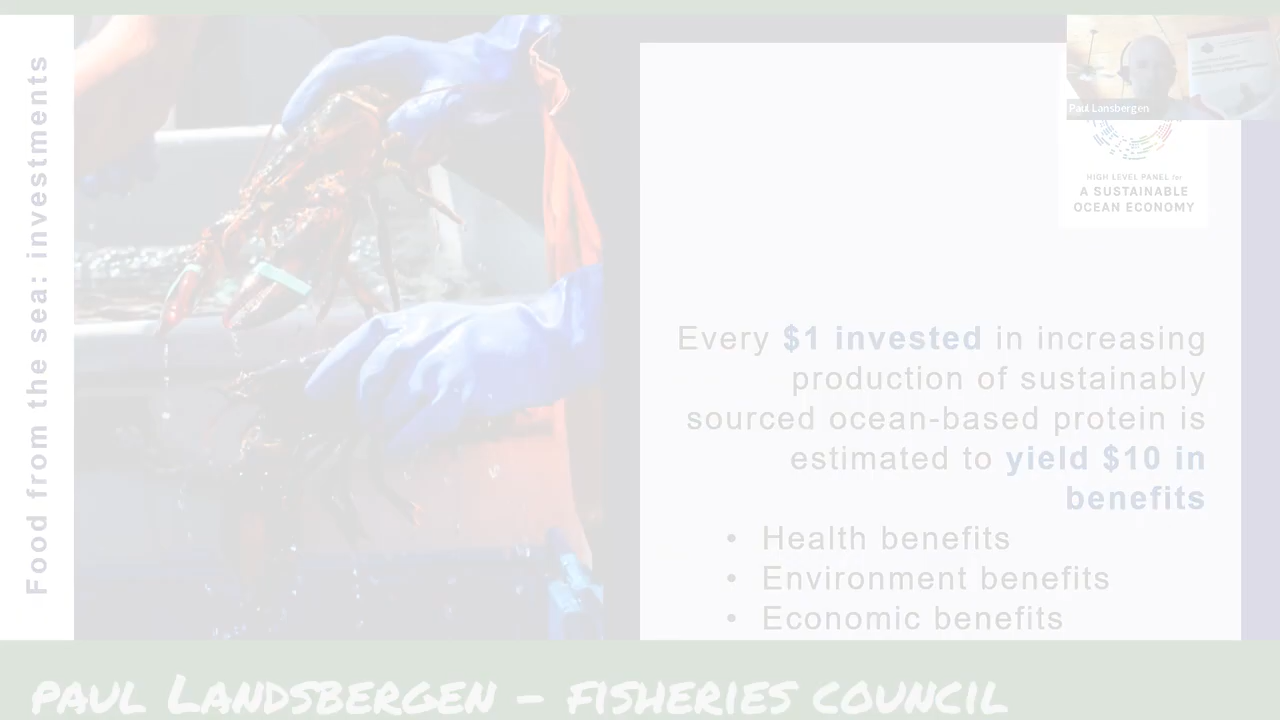 Food from the sea: investments
Paul Lansbergen
HIGH LEVEL PANEL for
A SUSTAINABLE
OCEAN ECONOMY
Every $1 invested in increasing
production of sustainably
sourced ocean-based protein is
estimated to yield $10 in
benefits
• Health benefits
• Environment benefits
• Economic benefits
PAUL LANDSBERGEN – FISHERIES COUNCIL